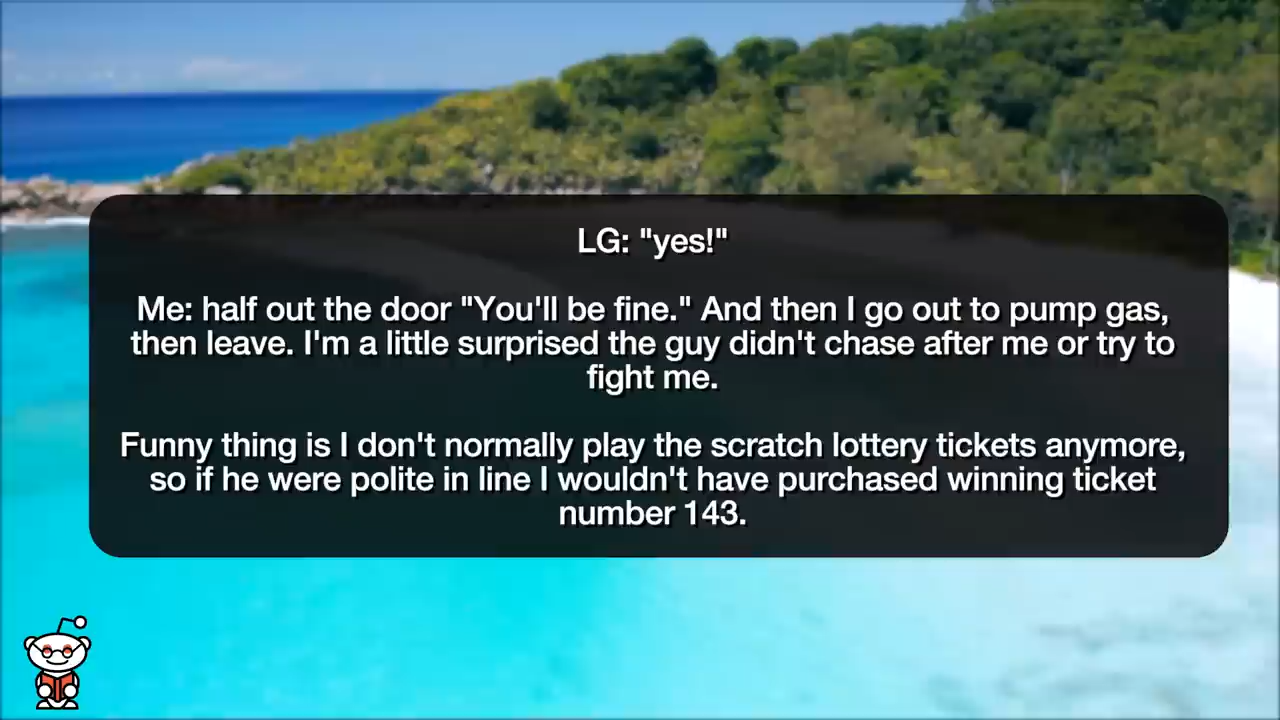 LG: "yes!"
Me: half out the door "You'll be fine." And then I go out to pump gas,
then leave. I'm a little surprised the guy didn't chase after me or try to
fight me.
Funny thing is I don't normally play the scratch lottery tickets anymore,
so if he were polite in line I wouldn't have purchased winning ticket
number 143.